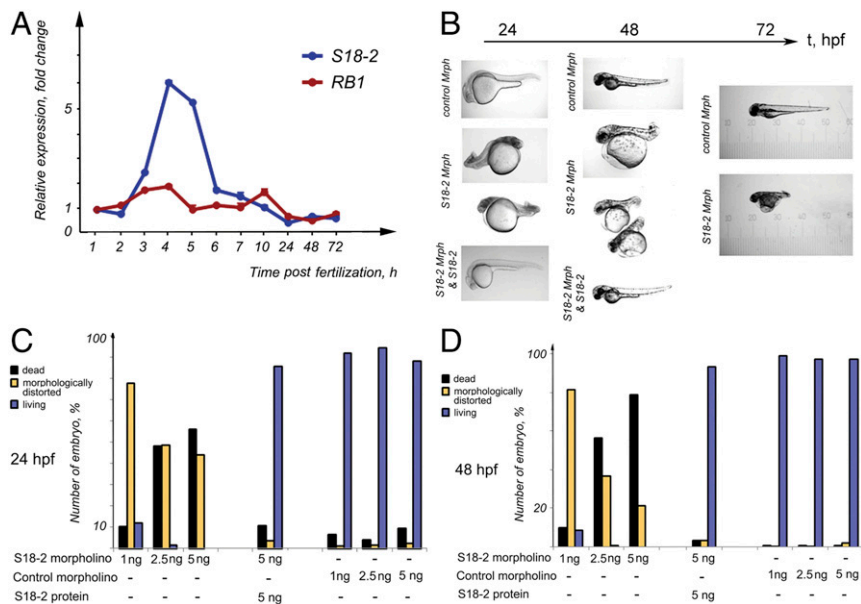 A
Relative expression, fold change
5
1
0
S18-2
RB1
1 2 3 4 5 6 7 10 24 48 72
Time post fertilization, h
B
24 48 72 t, hpf
control Mrph
S18-2 Mrph
S18-2 Mrph
& S18-2
control Mrph
S18-2 Mrph
S18-2 Mrph
& S18-2
control Mrph
S18-2 Mrph
C
100
10
Number of embryo, %
dead
morphologically
distorted
living
24 hpf
S18-2 morpholino 1ng 2.5ng 5ng 5 ng - - -
Control morpholino - - - - 1ng 2.5ng 5 ng
S18-2 protein - - - 5 ng - - -
D
100
20
Number of embryo, %
dead
morphologically
distorted
living
48 hpf
S18-2 morpholino 1ng 2.5ng 5ng 5 ng - - -
Control morpholino - - - - 1ng 2.5ng 5 ng
S18-2 protein - - - 5 ng - - -